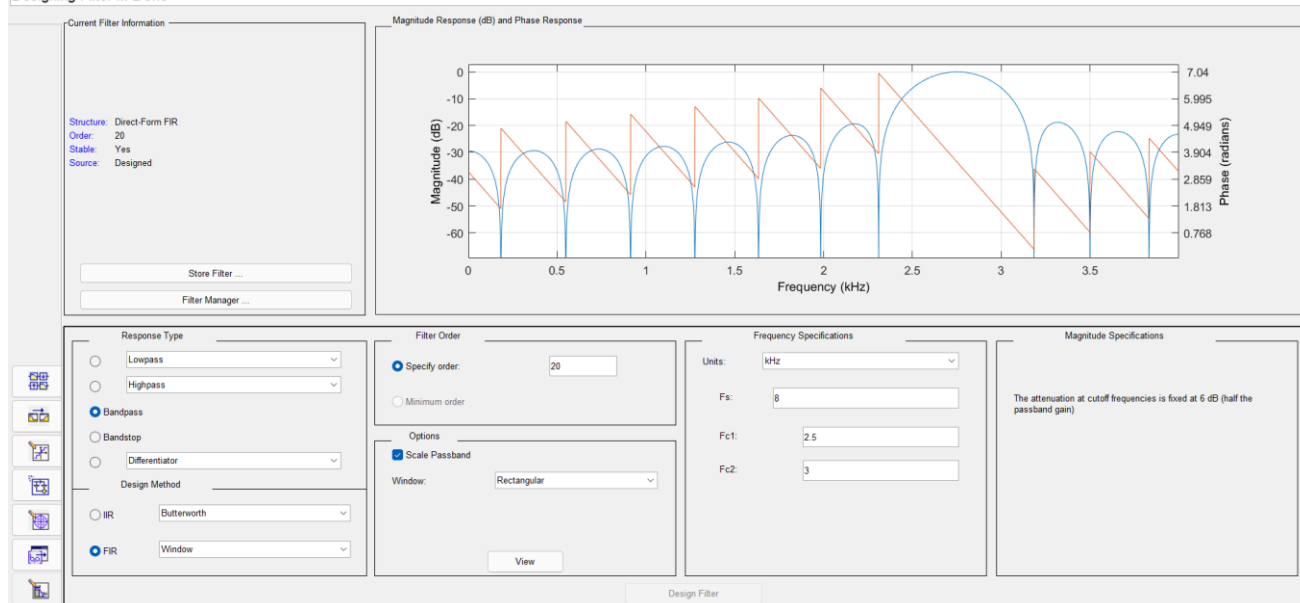 Current Filter Information
Structure: Direct-Form FIR
Order: 20
Stable: Yes
Source: Designed
Store Filter ...
Filter Manager ...
Magnitude Response (dB) and Phase Response
Magnitude (dB)
0
-10
-20
-30
-40
-50
-60
7.04
5.995
4.949
3.904
2.859
1.813
0.768
Phase (radians)
0 0.5 1 1.5 2 2.5 3 3.5
Frequency (kHz)
Response Type
Lowpass
Highpass
Bandpass
Bandstop
Differentiator
Design Method
IIR Butterworth
FIR Window
Filter Order
Specify order: 20
Minimum order
Options
Scale Passband
Window: Rectangular
View
Frequency Specifications
Units: kHz
Fs: 8
Fc1: 2.5
Fc2: 3
Magnitude Specifications
The attenuation at cutoff frequencies is fixed at 6 dB (half the
passband gain)
Design Filter